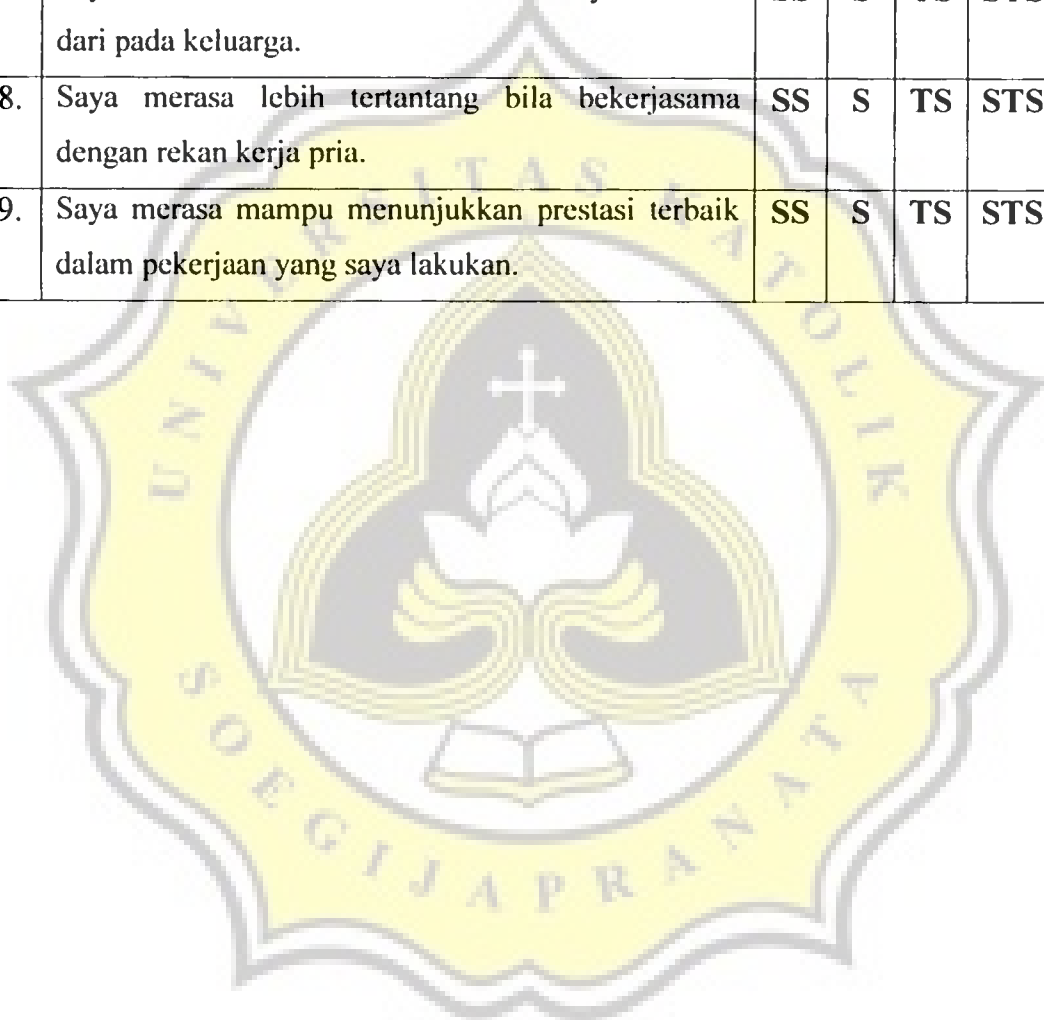 dari pada keluarga.
8. Saya merasa lebih tertantang bila bekerjasama SS S TS STS
dengan rekan kerja pria.
9. Saya merasa mampu menunjukkan prestasi terbaik SS S TS STS
dalam pekerjaan yang saya lakukan.
UNIVERSITAS KATOLIK
SOEGIJAPRANATA